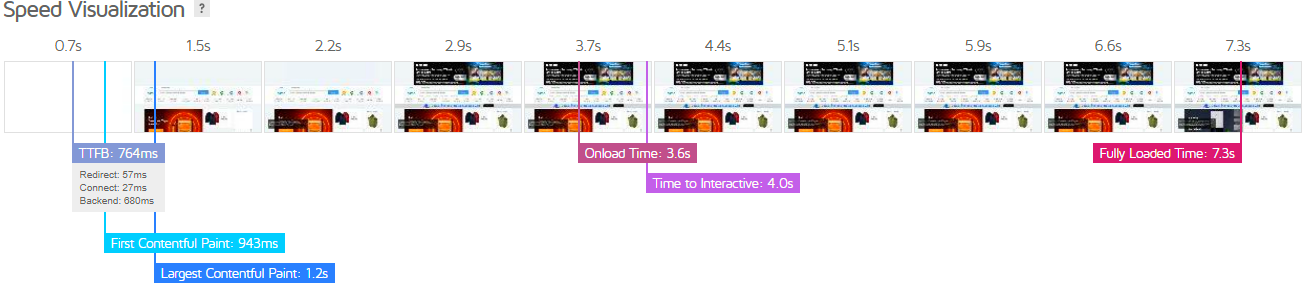 Speed Visualization ?
0.7s 1.5s 2.2s 2.9s 3.7s 4.4s 5.1s 5.9s 6.6s 7.3s
TTFB: 764ms
Redirect: 57ms
Connect: 27ms
Backend: 680ms
Onload Time: 3.6s
Fully Loaded Time: 7.3s
Time to Interactive: 4.0s
First Contentful Paint: 943ms
Largest Contentful Paint: 1.2s